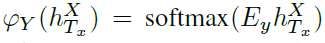 φ_Y(h^X_{T_x}) = softmax(E_y h^X_{T_x})